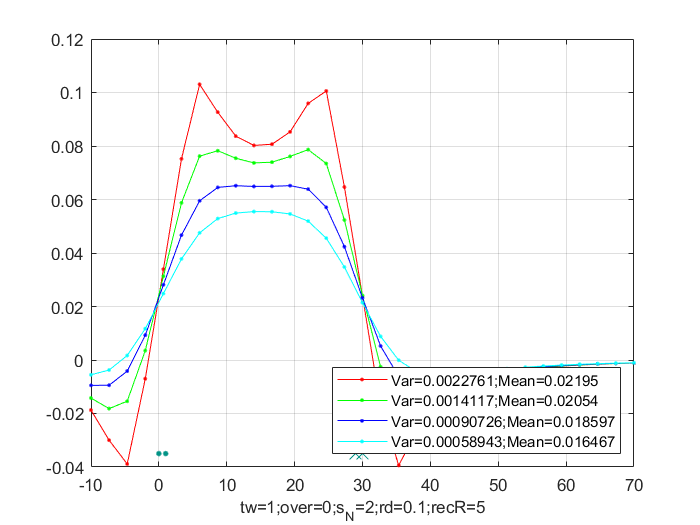 0.12
0.1
0.08
0.06
0.04
0.02
0
-0.02
-0.04
Var=0.0022761;Mean=0.02195
Var=0.0014117;Mean=0.02054
Var=0.00090726;Mean=0.018597
Var=0.00058943;Mean=0.016467
-10 0 10 20 30 40 50 60 70
tw=1;over=0;s_N=2;rd=0.1;recR=5